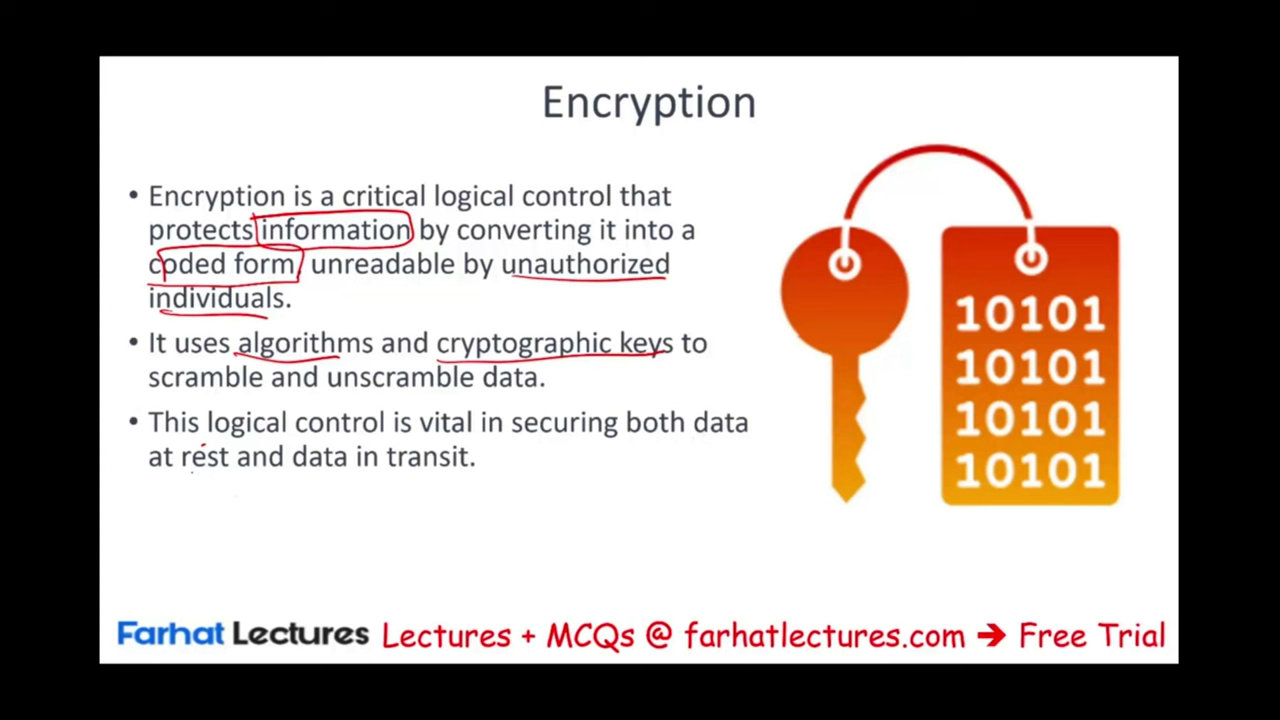 Encryption
• Encryption is a critical logical control that
protects information by converting it into a
coded form, unreadable by unauthorized
individuals.
• It uses algorithms and cryptographic keys to
scramble and unscramble data.
• This logical control is vital in securing both data
at rest and data in transit.
10101
10101
10101
10101
Farhat Lectures Lectures + MCQs @ farhatlectures.com ➔ Free Trial